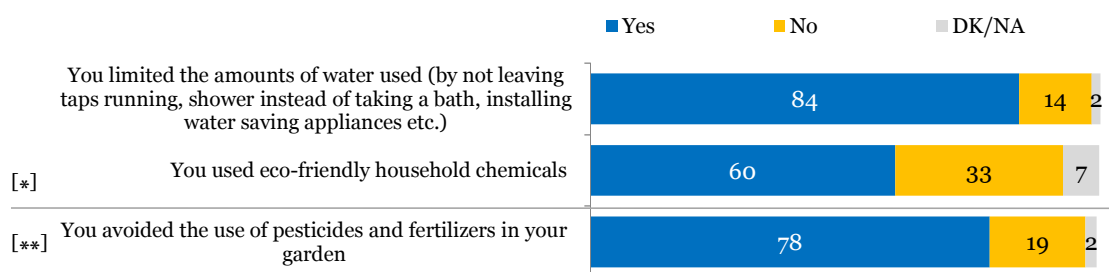 Yes No DK/NA
You limited the amounts of water used (by not leaving
taps running, shower instead of taking a bath, installing
water saving appliances etc.)
84 14 2
[*] You used eco-friendly household chemicals
60 33 7
[**] You avoided the use of pesticides and fertilizers in your
garden
78 19 2